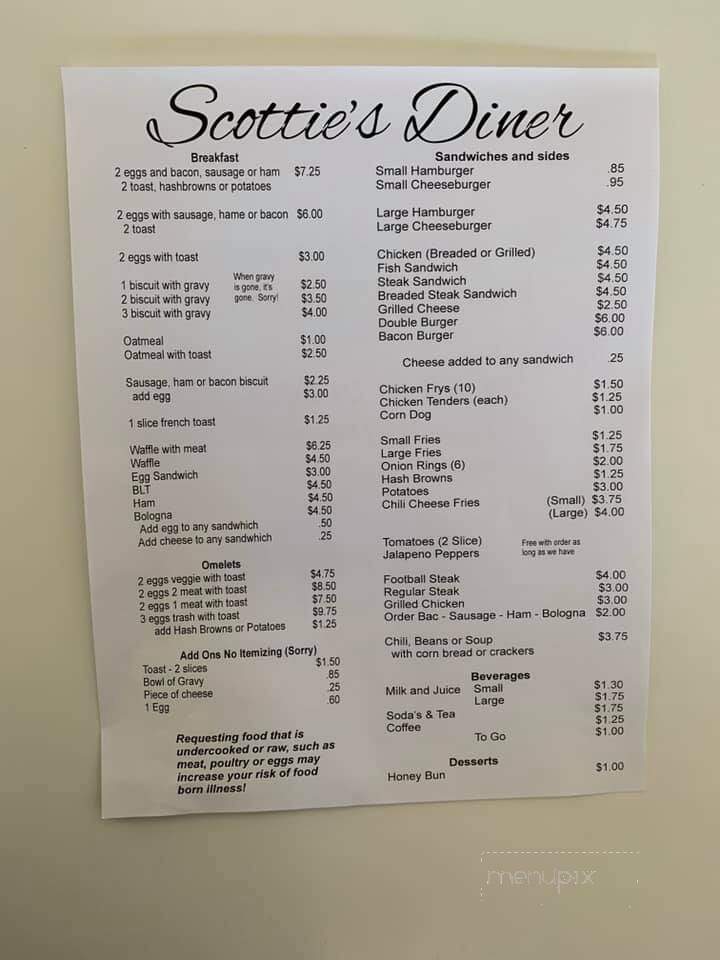 Scottie's Diner
Breakfast
2 eggs and bacon, sausage or ham $7.25
2 toast, hashbrowns or potatoes
2 eggs with sausage, hame or bacon $6.00
2 toast
2 eggs with toast $3.00
When gravy
is gone, it's
gone. Sorry!
1 biscuit with gravy $2.50
2 biscuit with gravy $3.50
3 biscuit with gravy $4.00
Oatmeal $1.00
Oatmeal with toast $2.50
Sausage, ham or bacon biscuit $2.25
add egg $3.00
1 slice french toast $1.25
Waffle with meat $6.25
Waffle $4.50
Egg Sandwich $3.00
BLT $4.50
Ham $4.50
Bologna $4.50
Add egg to any sandwhich .50
Add cheese to any sandwhich .25
Omelets
2 eggs veggie with toast $4.75
2 eggs 2 meat with toast $8.50
2 eggs 1 meat with toast $7.50
3 eggs trash with toast $9.75
add Hash Browns or Potatoes $1.25
Add Ons No Itemizing (Sorry)
Toast - 2 slices $1.50
Bowl of Gravy .85
Piece of cheese .25
1 Egg .60
Requesting food that is
undercooked or raw, such as
meat, poultry or eggs may
increase your risk of food
born illness!
Sandwiches and sides
Small Hamburger .85
Small Cheeseburger .95
Large Hamburger $4.50
Large Cheeseburger $4.75
Chicken (Breaded or Grilled) $4.50
Fish Sandwich $4.50
Steak Sandwich $4.50
Breaded Steak Sandwich $4.50
Grilled Cheese $2.50
Double Burger $6.00
Bacon Burger $6.00
Cheese added to any sandwich .25
Chicken Frys (10) $1.50
Chicken Tenders (each) $1.25
Corn Dog $1.00
Small Fries $1.25
Large Fries $1.75
Onion Rings (6) $2.00
Hash Browns $1.25
Potatoes $3.00
Chili Cheese Fries (Small) $3.75
(Large) $4.00
Tomatoes (2 Slice) Free with order as
Jalapeno Peppers long as we have
Football Steak $4.00
Regular Steak $3.00
Grilled Chicken $3.00
Order Bac - Sausage - Ham - Bologna $2.00
Chili, Beans or Soup $3.75
with corn bread or crackers
Beverages
Milk and Juice Small $1.30
Large $1.75
Soda's & Tea $1.75
Coffee $1.25
To Go $1.00
Desserts
Honey Bun $1.00
menupix